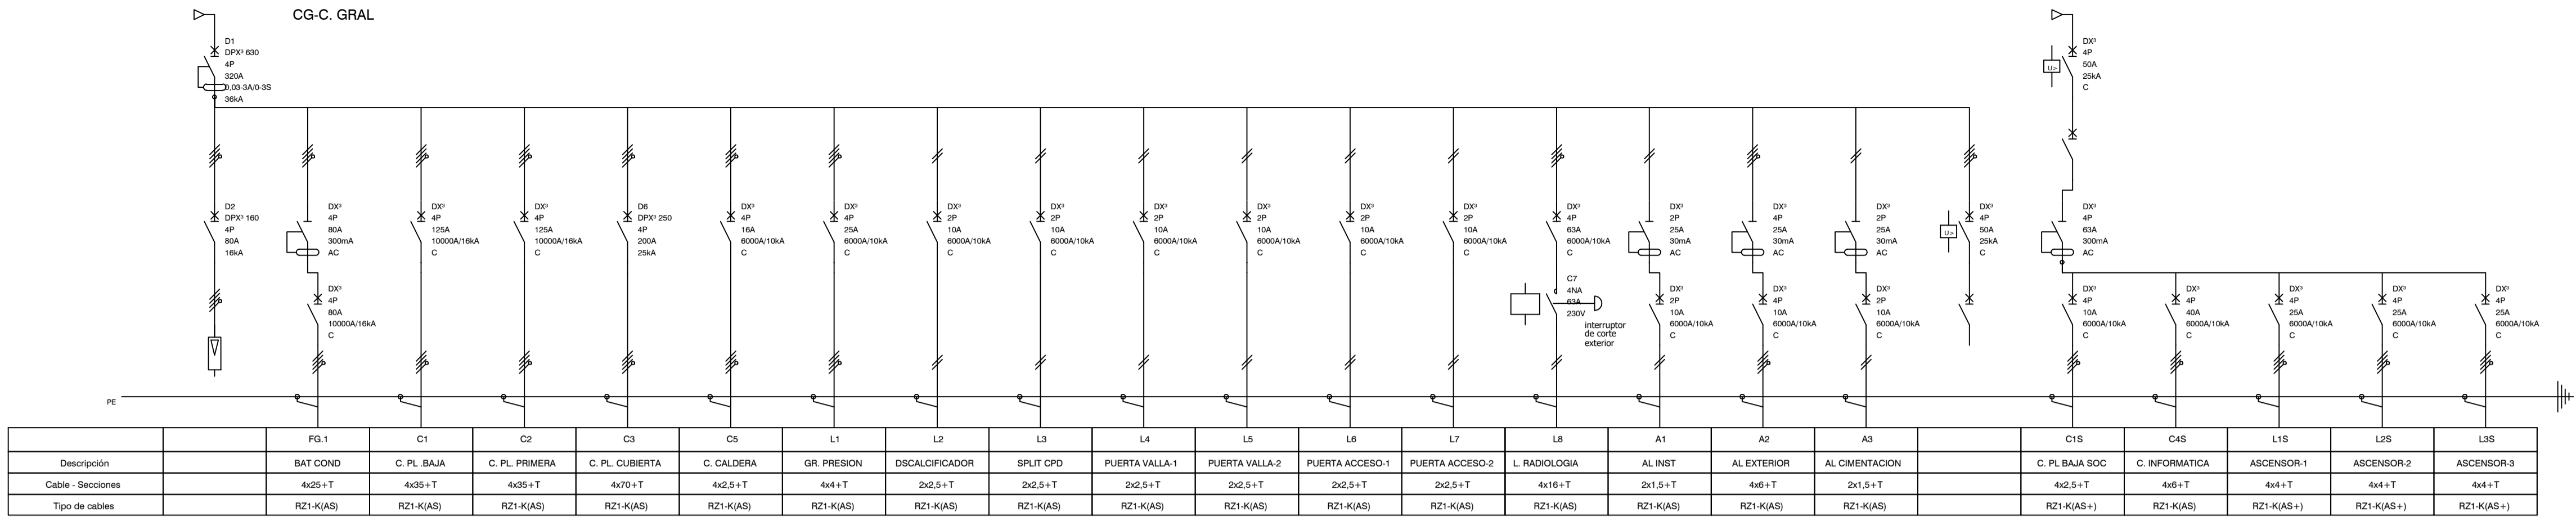 CG-C. GRAL
D1
DPX³ 630
4P
320A
0,03-3A/0-3S
36kA
DX³
4P
50A
25kA
C
U>
D2
DPX³ 160
4P
80A
16kA
DX³
4P
80A
300mA
AC
DX³
4P
80A
10000A/16kA
C
DX³
4P
125A
10000A/16kA
C
DX³
4P
125A
10000A/16kA
C
D6
DPX³ 250
4P
200A
25kA
DX³
4P
16A
6000A/10kA
C
DX³
4P
25A
6000A/10kA
C
DX³
2P
10A
6000A/10kA
C
DX³
2P
10A
6000A/10kA
C
DX³
2P
10A
6000A/10kA
C
DX³
2P
10A
6000A/10kA
C
DX³
2P
10A
6000A/10kA
C
DX³
2P
10A
6000A/10kA
C
DX³
4P
63A
6000A/10kA
C
C7
4NA
63A
230V
interruptor
de corte
exterior
DX³
2P
25A
30mA
AC
DX³
2P
10A
6000A/10kA
C
DX³
4P
25A
30mA
AC
DX³
4P
10A
6000A/10kA
C
DX³
2P
25A
30mA
AC
DX³
2P
10A
6000A/10kA
C
U>
DX³
4P
50A
25kA
C
DX³
4P
63A
300mA
AC
DX³
4P
10A
6000A/10kA
C
DX³
4P
40A
6000A/10kA
C
DX³
4P
25A
6000A/10kA
C
DX³
4P
25A
6000A/10kA
C
DX³
4P
25A
6000A/10kA
C
PE
FG.1 C1 C2 C3 C5 L1 L2 L3 L4 L5 L6 L7 L8 A1 A2 A3 C1S C4S L1S L2S L3S
Descripción BAT COND C. PL .BAJA C. PL. PRIMERA C. PL. CUBIERTA C. CALDERA GR. PRESION DSCALCIFICADOR SPLIT CPD PUERTA VALLA-1 PUERTA VALLA-2 PUERTA ACCESO-1 PUERTA ACCESO-2 L. RADIOLOGIA AL INST AL EXTERIOR AL CIMENTACION C. PL BAJA SOC C. INFORMATICA ASCENSOR-1 ASCENSOR-2 ASCENSOR-3
Cable - Secciones 4x25+T 4x35+T 4x35+T 4x70+T 4x2,5+T 4x4+T 2x2,5+T 2x2,5+T 2x2,5+T 2x2,5+T 2x2,5+T 2x2,5+T 4x16+T 2x1,5+T 4x6+T 2x1,5+T 4x2,5+T 4x6+T 4x4+T 4x4+T 4x4+T
Tipo de cables RZ1-K(AS) RZ1-K(AS) RZ1-K(AS) RZ1-K(AS) RZ1-K(AS) RZ1-K(AS) RZ1-K(AS) RZ1-K(AS) RZ1-K(AS) RZ1-K(AS) RZ1-K(AS) RZ1-K(AS) RZ1-K(AS) RZ1-K(AS) RZ1-K(AS) RZ1-K(AS) RZ1-K(AS+) RZ1-K(AS) RZ1-K(AS+) RZ1-K(AS+) RZ1-K(AS+)